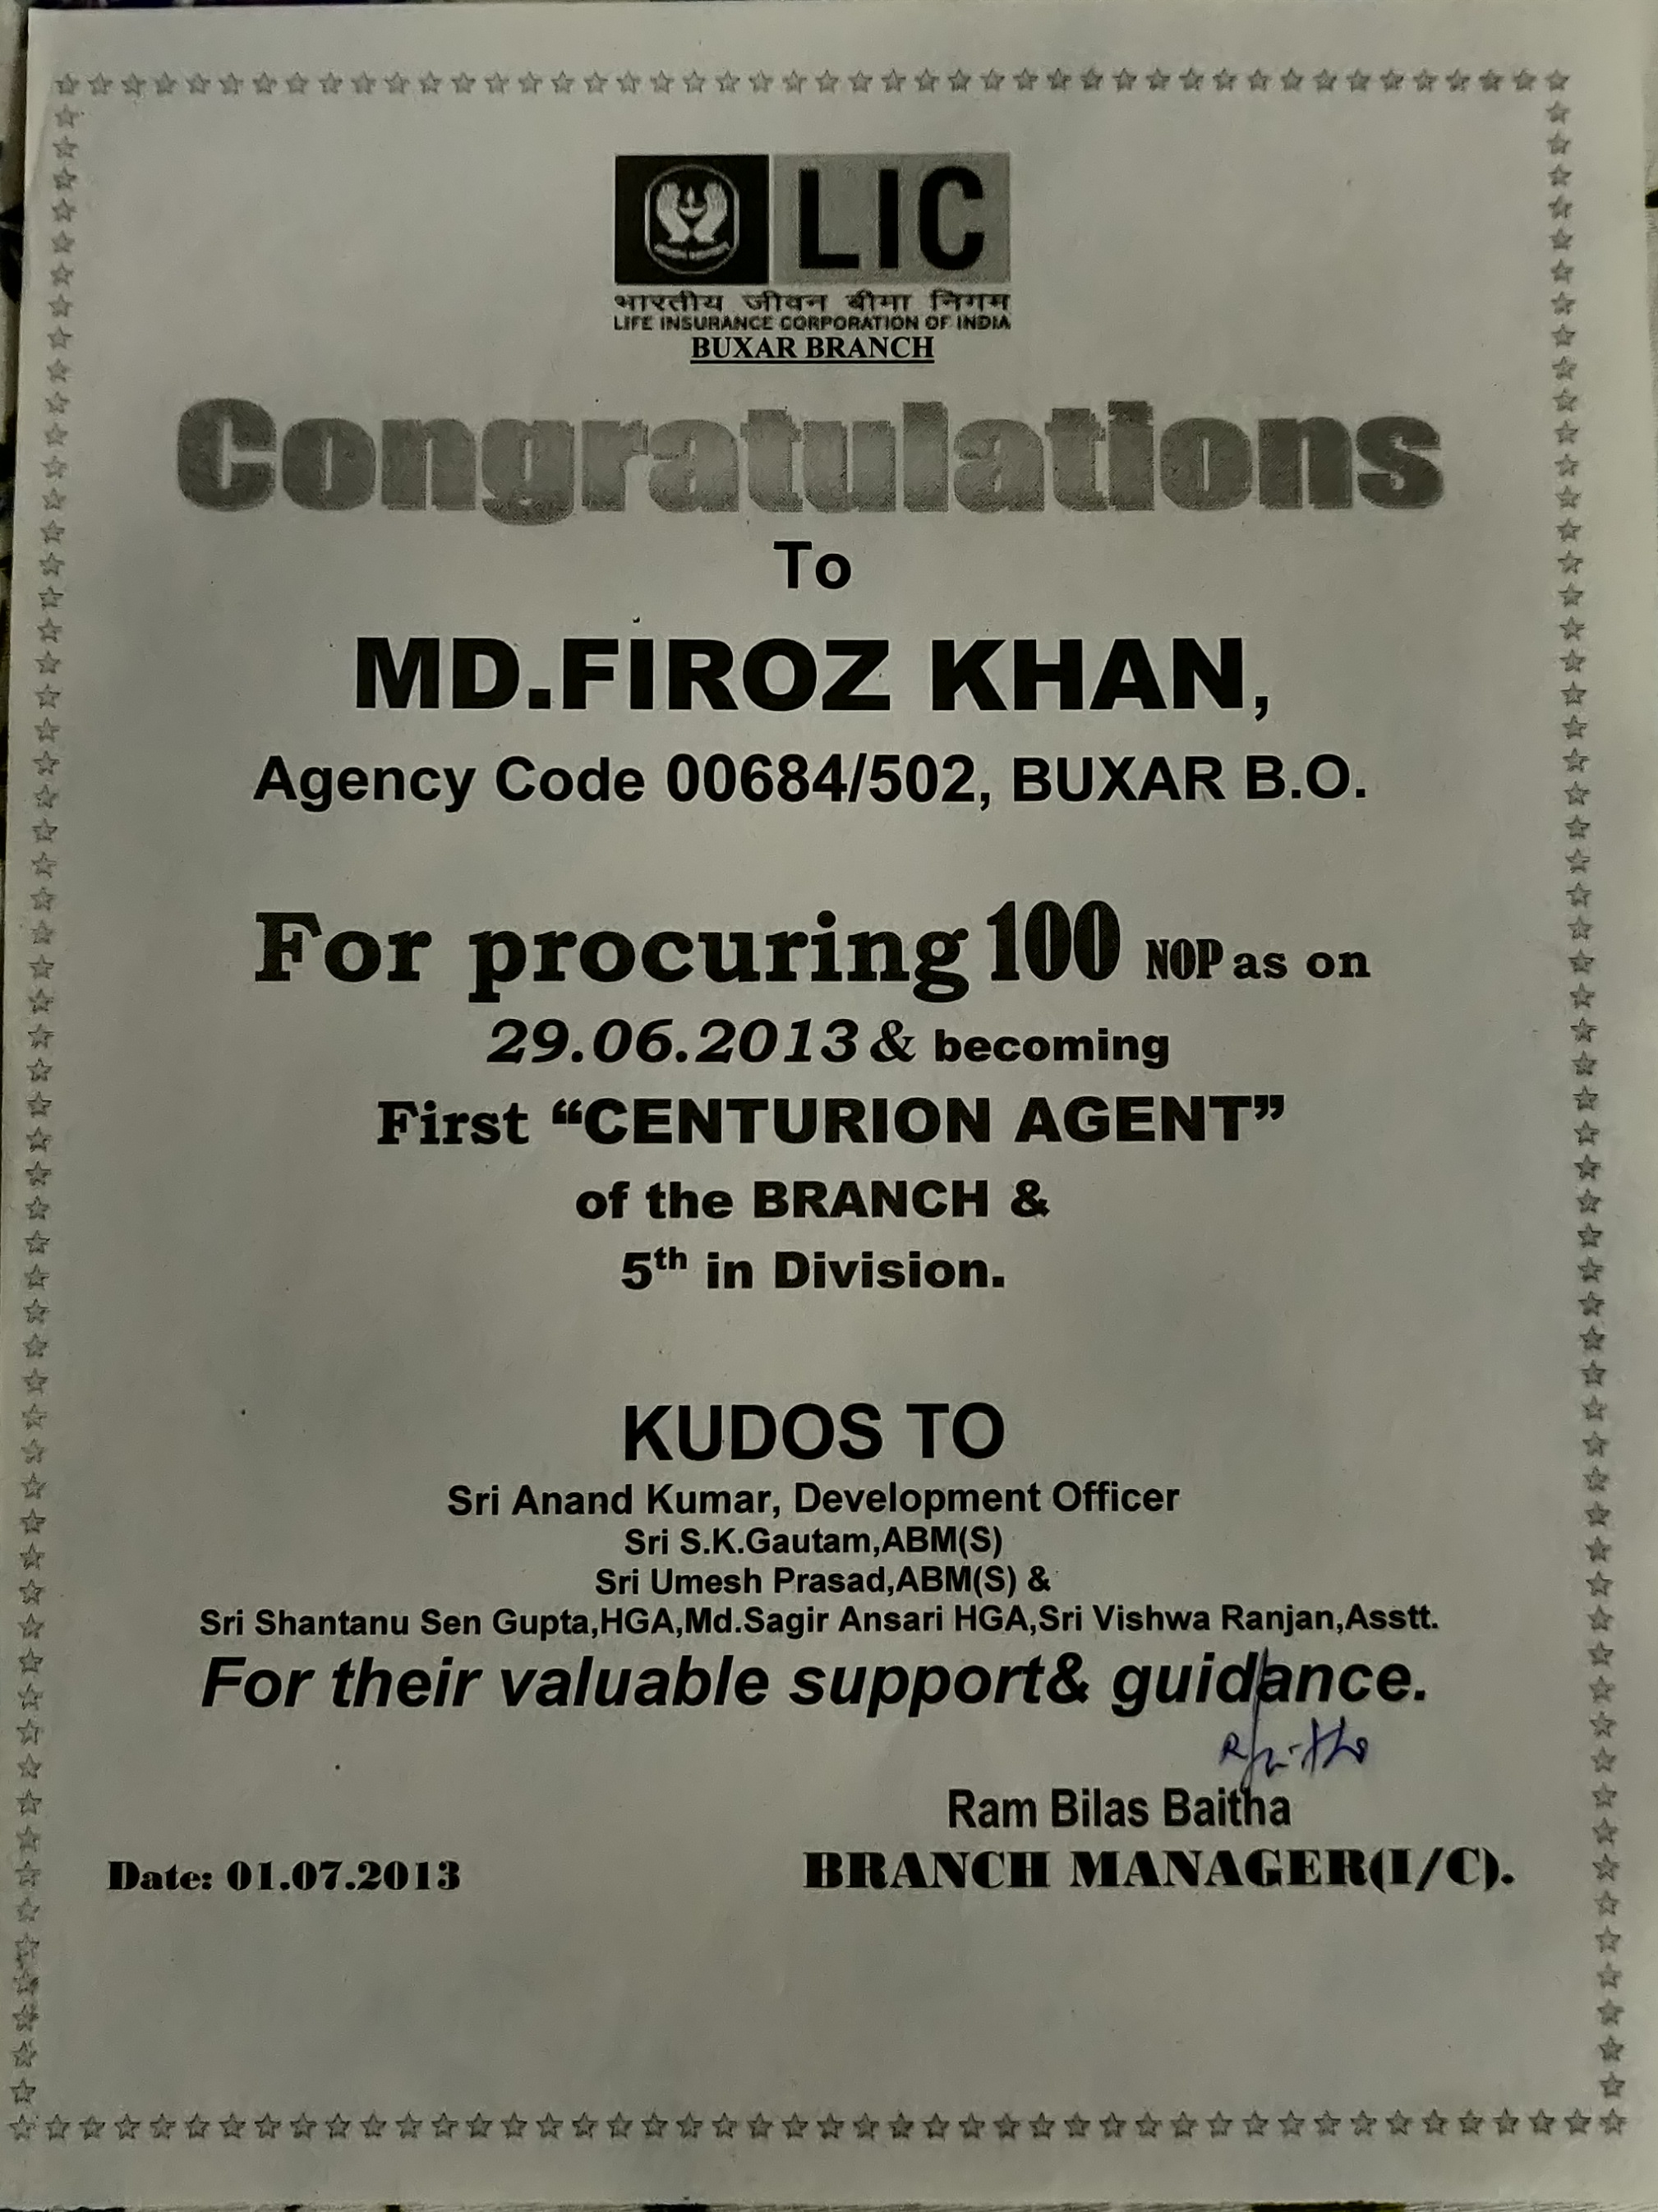 LIC
भारतीय जीवन बीमा निगम
LIFE INSURANCE CORPORATION OF INDIA
BUXAR BRANCH
Congratulations
To
MD.FIROZ KHAN,
Agency Code 00684/502, BUXAR B.O.
For procuring 100 NOP as on
29.06.2013 & becoming
First “CENTURION AGENT”
of the BRANCH &
5th in Division.
KUDOS TO
Sri Anand Kumar, Development Officer
Sri S.K.Gautam,ABM(S)
Sri Umesh Prasad,ABM(S) &
Sri Shantanu Sen Gupta,HGA,Md.Sagir Ansari HGA,Sri Vishwa Ranjan,Asstt.
For their valuable support& guidance.
Ram Bilas Baitha
Date: 01.07.2013 BRANCH MANAGER(I/C).